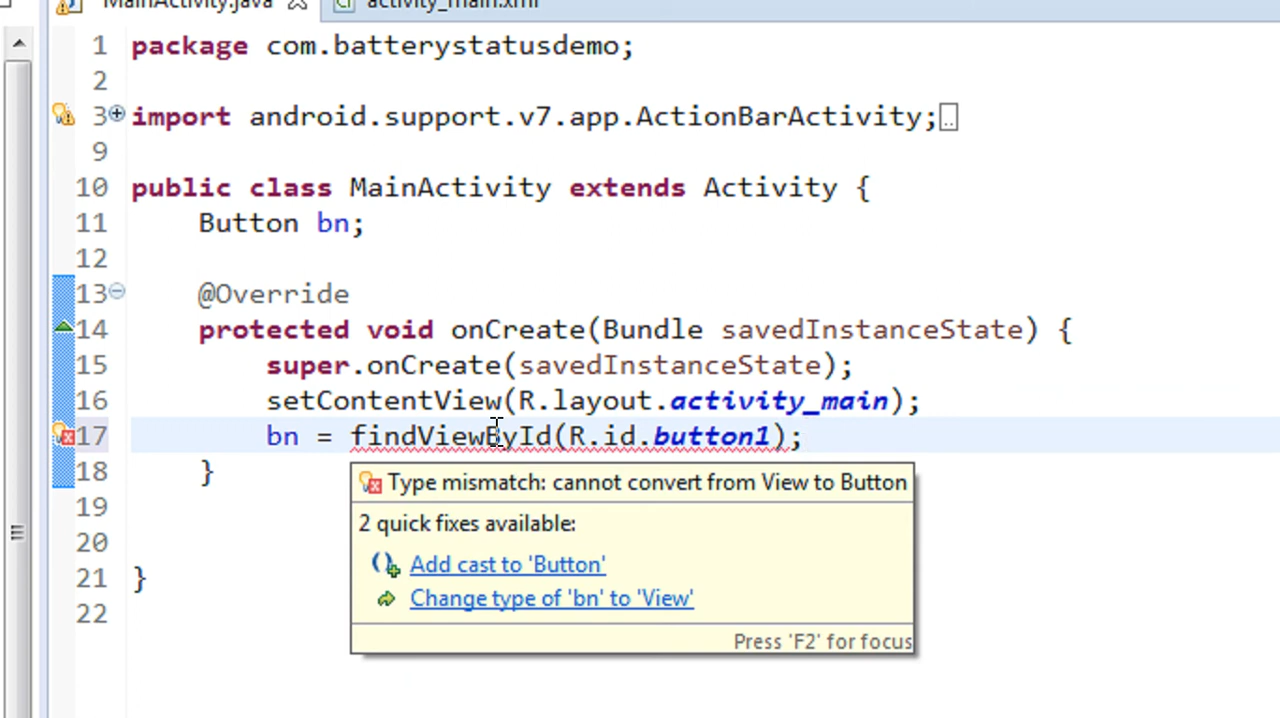 MainActivity.java activity_main.xml
1 package com.batterystatusdemo;
2
3 import android.support.v7.app.ActionBarActivity;
9
10 public class MainActivity extends Activity {
11 Button bn;
12
13 @Override
14 protected void onCreate(Bundle savedInstanceState) {
15 super.onCreate(savedInstanceState);
16 setContentView(R.layout.activity_main);
17 bn = findViewById(R.id.button1);
18 }
Type mismatch: cannot convert from View to Button
19
2 quick fixes available:
20
Add cast to 'Button'
21 }
Change type of 'bn' to 'View'
22
Press 'F2' for focus